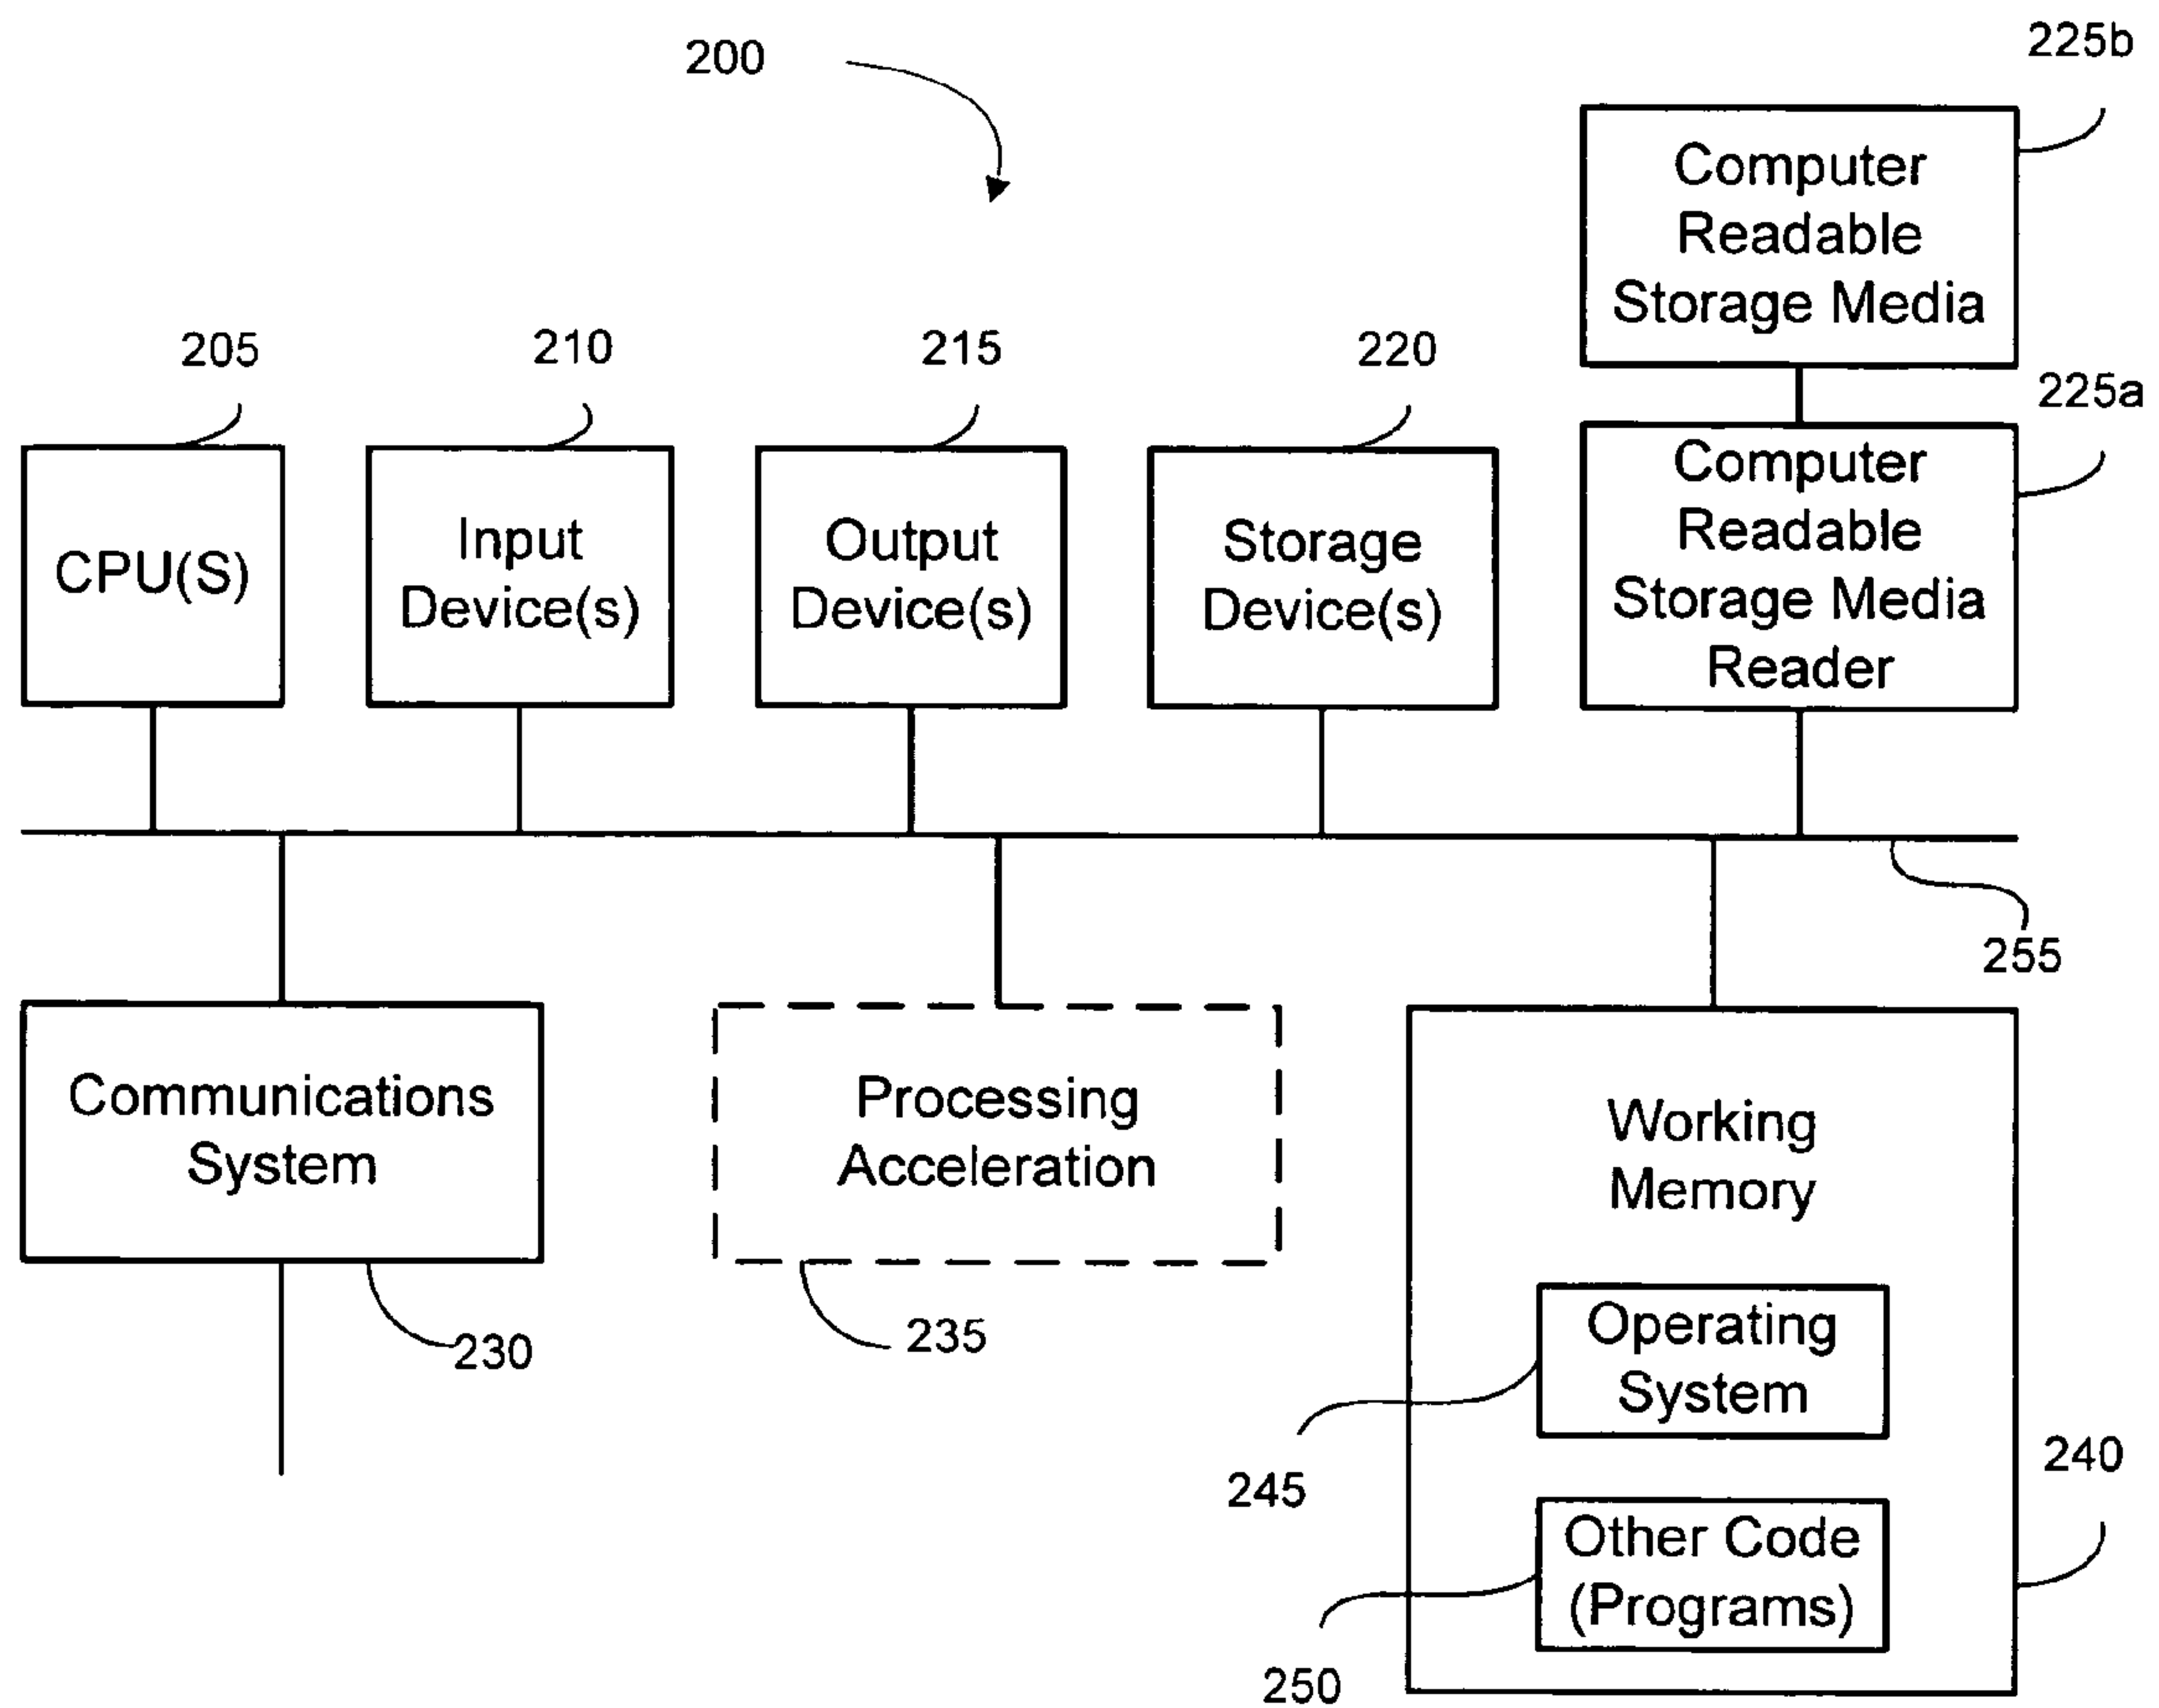 200
225b
Computer
Readable
Storage Media
205
210
215
220
225a
CPU(S)
Input
Device(s)
Output
Device(s)
Storage
Device(s)
Computer
Readable
Storage Media
Reader
255
Communications
System
230
Processing
Acceleration
235
Working
Memory
Operating
System
245
240
Other Code
(Programs)
250